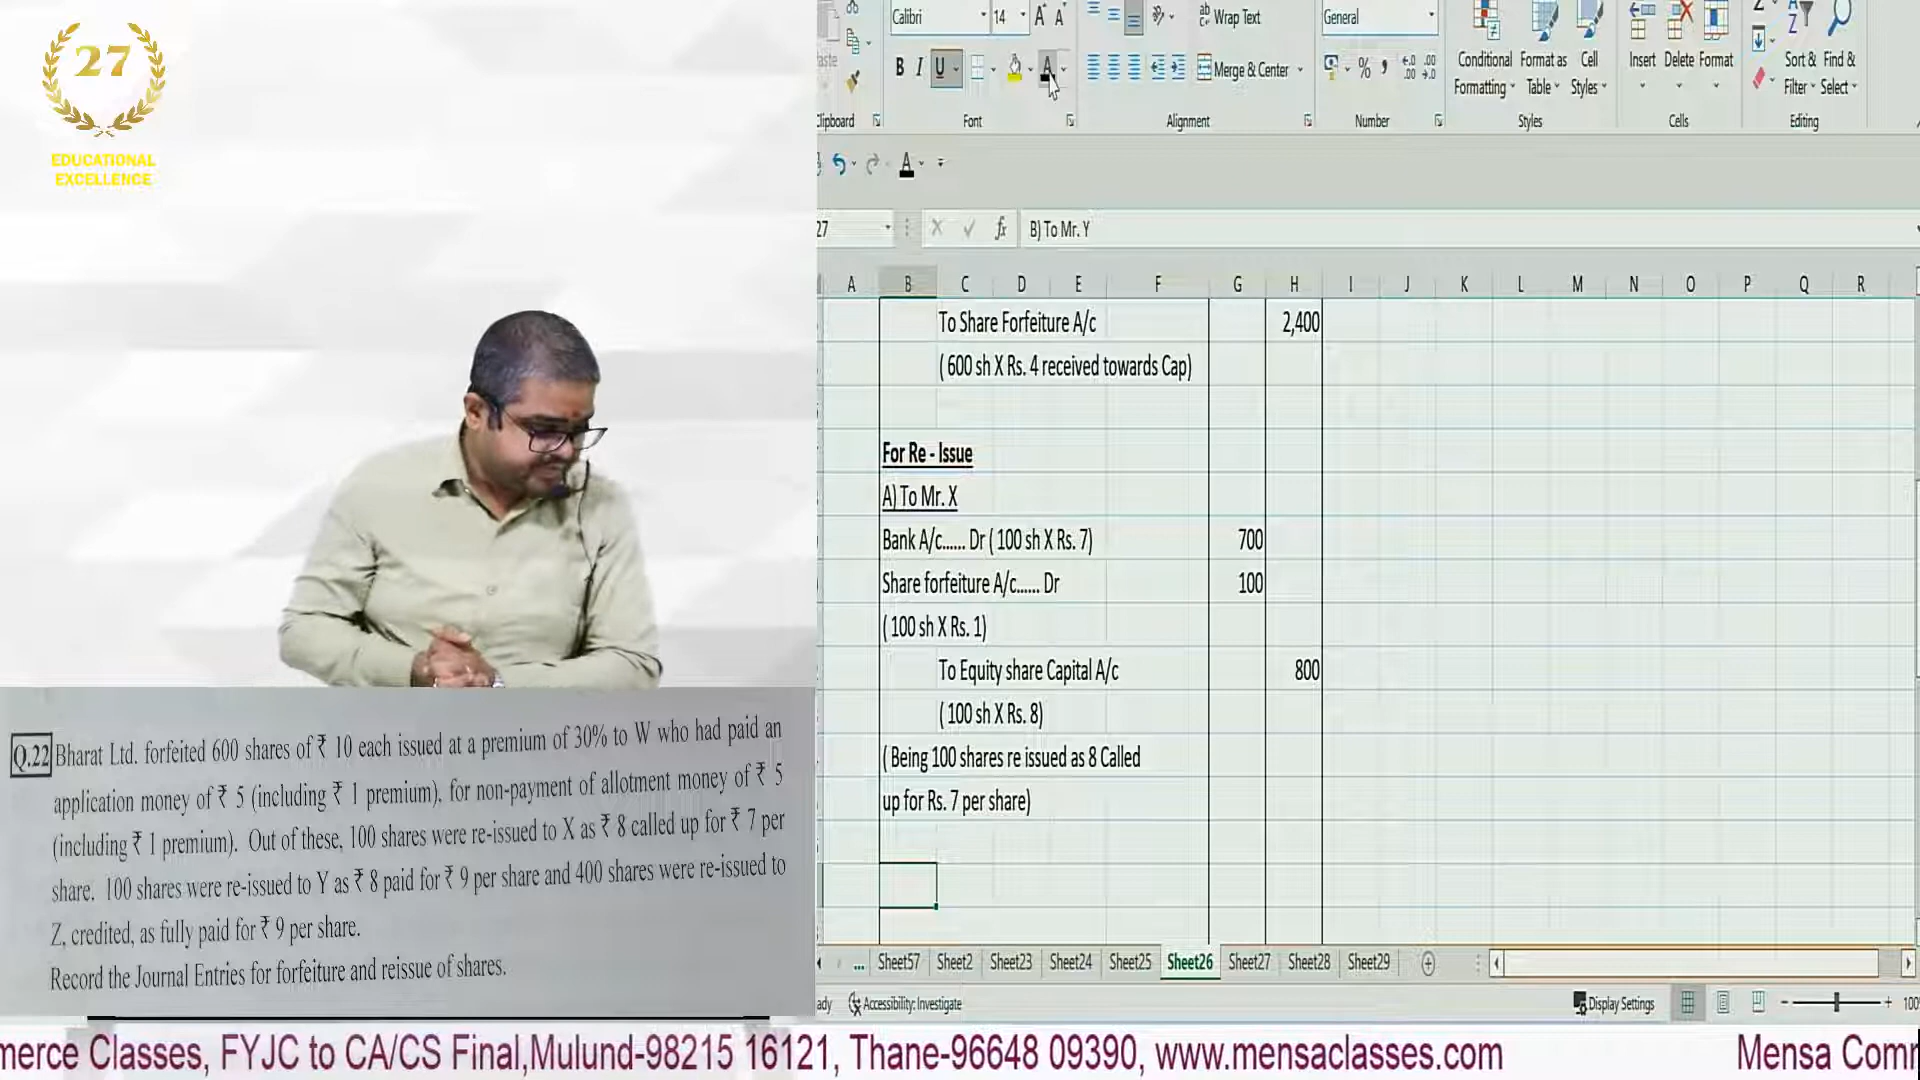 27
EDUCATIONAL
EXCELLENCE
Calibri
14
Wrap Text
General
B I U
Merge & Center
Conditional
Formatting
Format as
Table
Cell
Styles
Insert
Delete
Format
Sort &
Filter
Find &
Select
lipboard
Font
Alignment
Number
Styles
Cells
Editing
27
fx
B) To Mr. Y
A B C D E F G H I J K L M N O P Q R
To Share Forfeiture A/c 2,400
( 600 sh X Rs. 4 received towards Cap)
For Re - Issue
A) To Mr. X
Bank A/c...... Dr ( 100 sh X Rs. 7) 700
Share forfeiture A/c...... Dr 100
( 100 sh X Rs. 1)
To Equity share Capital A/c 800
( 100 sh X Rs. 8)
( Being 100 shares re issued as 8 Called
up for Rs. 7 per share)
... Sheet57 Sheet2 Sheet23 Sheet24 Sheet25 Sheet26 Sheet27 Sheet28 Sheet29
ady Accessibility: Investigate Display Settings 100
Q.22 Bharat Ltd. forfeited 600 shares of ₹ 10 each issued at a premium of 30% to W who had paid an
application money of ₹ 5 (including ₹ 1 premium), for non-payment of allotment money of ₹ 5
(including ₹ 1 premium). Out of these, 100 shares were re-issued to X as ₹ 8 called up for ₹ 7 per
share. 100 shares were re-issued to Y as ₹ 8 paid for ₹ 9 per share and 400 shares were re-issued to
Z, credited, as fully paid for ₹ 9 per share.
Record the Journal Entries for forfeiture and reissue of shares.
merce Classes, FYJC to CA/CS Final,Mulund-98215 16121, Thane-96648 09390, www.mensaclasses.com Mensa Comm